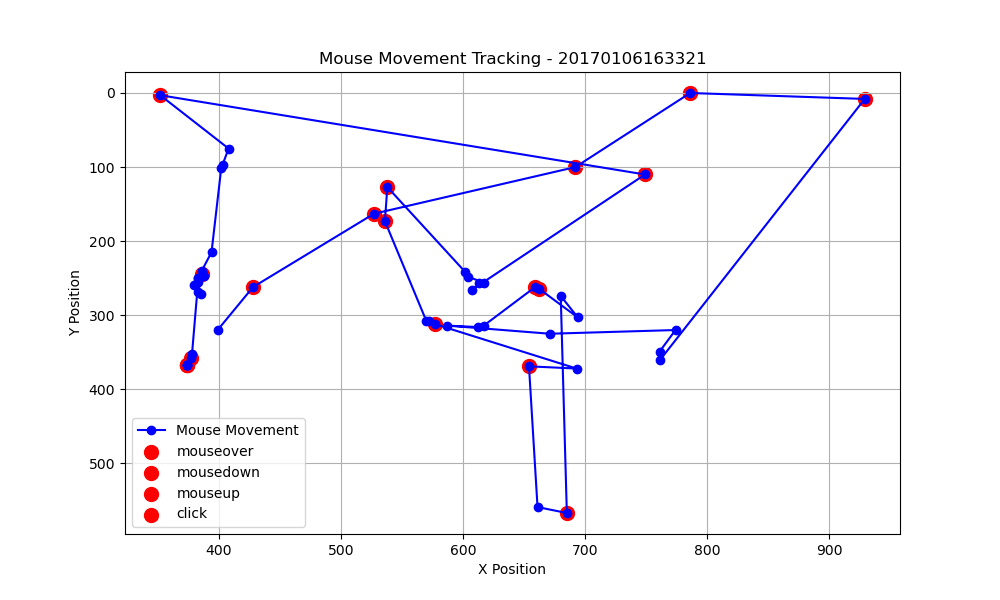 Mouse Movement Tracking - 20170106163321
0
100
200
300
400
500
Y Position
Mouse Movement
mouseover
mousedown
mouseup
click
400
500
600
700
800
900
X Position